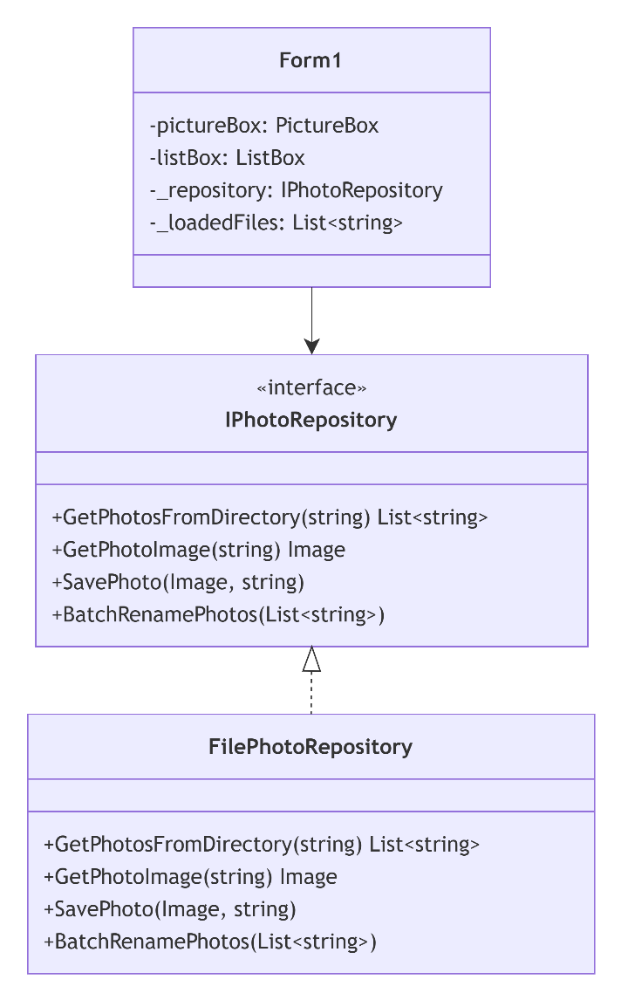 Form1
-pictureBox: PictureBox
-listBox: ListBox
-_repository: IPhotoRepository
-_loadedFiles: List<string>
«interface»
IPhotoRepository
+GetPhotosFromDirectory(string) List<string>
+GetPhotoImage(string) Image
+SavePhoto(Image, string)
+BatchRenamePhotos(List<string>)
FilePhotoRepository
+GetPhotosFromDirectory(string) List<string>
+GetPhotoImage(string) Image
+SavePhoto(Image, string)
+BatchRenamePhotos(List<string>)